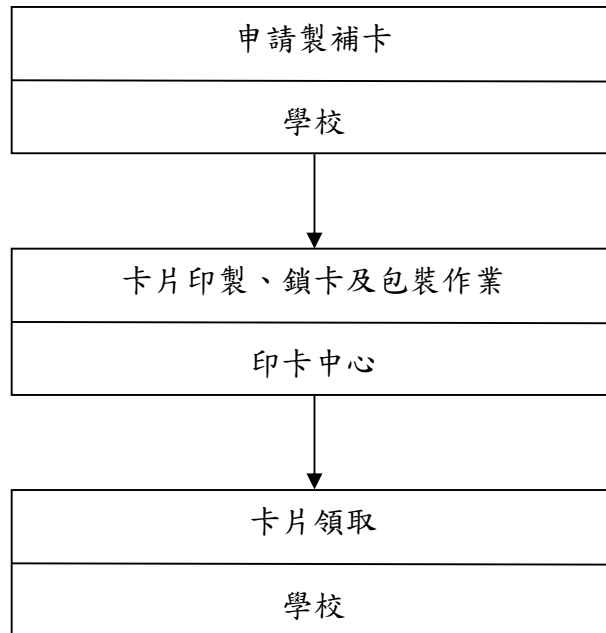 申請製補卡
學校
卡片印製、鎖卡及包裝作業
印卡中心
卡片領取
學校